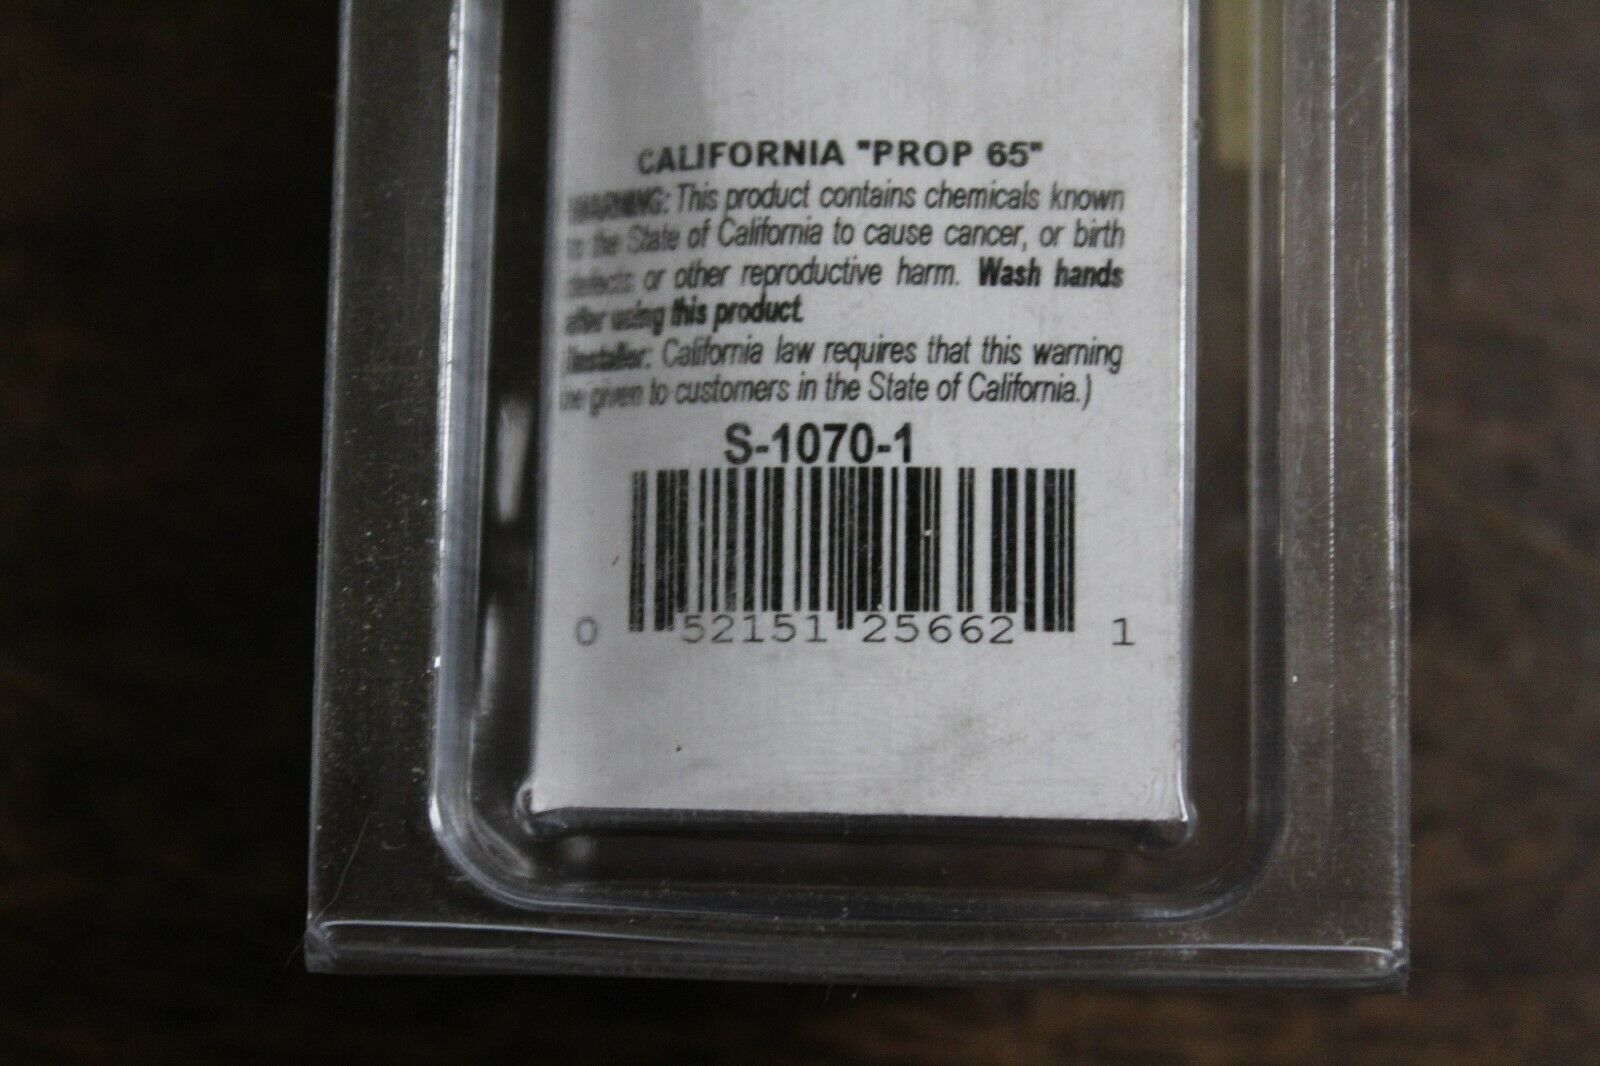 CALIFORNIA "PROP 65"
WARNING: This product contains chemicals known
to the State of California to cause cancer, or birth
defects or other reproductive harm. Wash hands
after using this product.
(Installer: California law requires that this warning
be given to customers in the State of California.)
S-1070-1
0 52151 25662 1